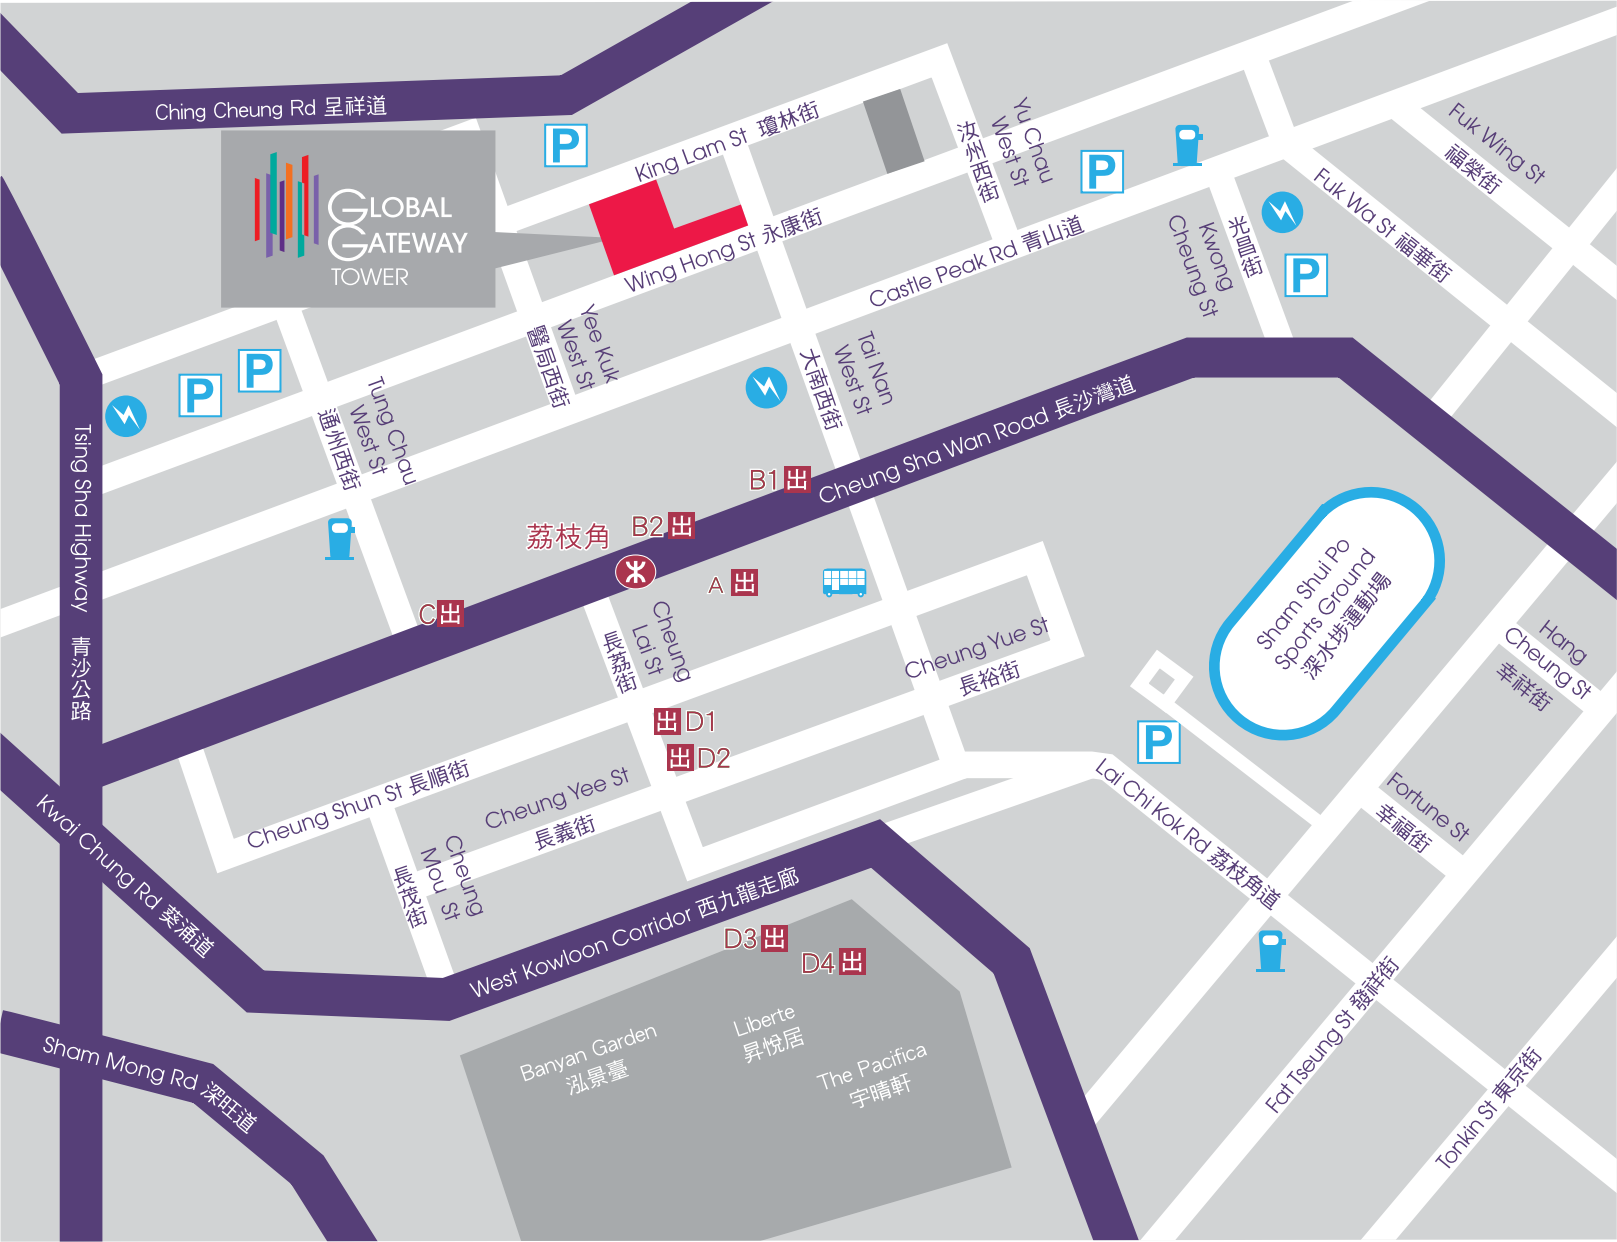 Ching Cheung Rd 呈祥道
GLOBAL
GATEWAY
TOWER
P
King Lam St 瓊林街
Wing Hong St 永康街
Yu Chau
West St
汝州西街
P
Fuk Wing St
福榮街
Fuk Wa St 福華街
Kwong
Cheung St
光昌街
P
Castle Peak Rd 青山道
Yee Kuk
West St
醫局西街
Tai Nan
West St
大南西街
P
P
Tung Chau
West St
通州西街
Tsing Sha Highway 青沙公路
Cheung Sha Wan Road 長沙灣道
B1 出
B2 出
荔枝角
A 出
C 出
Cheung
Lai St
長荔街
Cheung Yue St
長裕街
Sham Shui Po
Sports Ground
深水埗運動場
Hang
Cheung St
幸祥街
出 D1
出 D2
P
Cheung Shun St 長順街
Cheung Yee St
長義街
Cheung
Mou St
長茂街
Lai Chi Kok Rd 荔枝角道
Fortune St
幸福街
Kwai Chung Rd 葵涌道
West Kowloon Corridor 西九龍走廊
D3 出
D4 出
Banyan Garden
泓景臺
Liberte
昇悅居
The Pacifica
宇晴軒
Sham Mong Rd 深旺道
Fat Tseung St 發祥街
Tonkin St 東京街